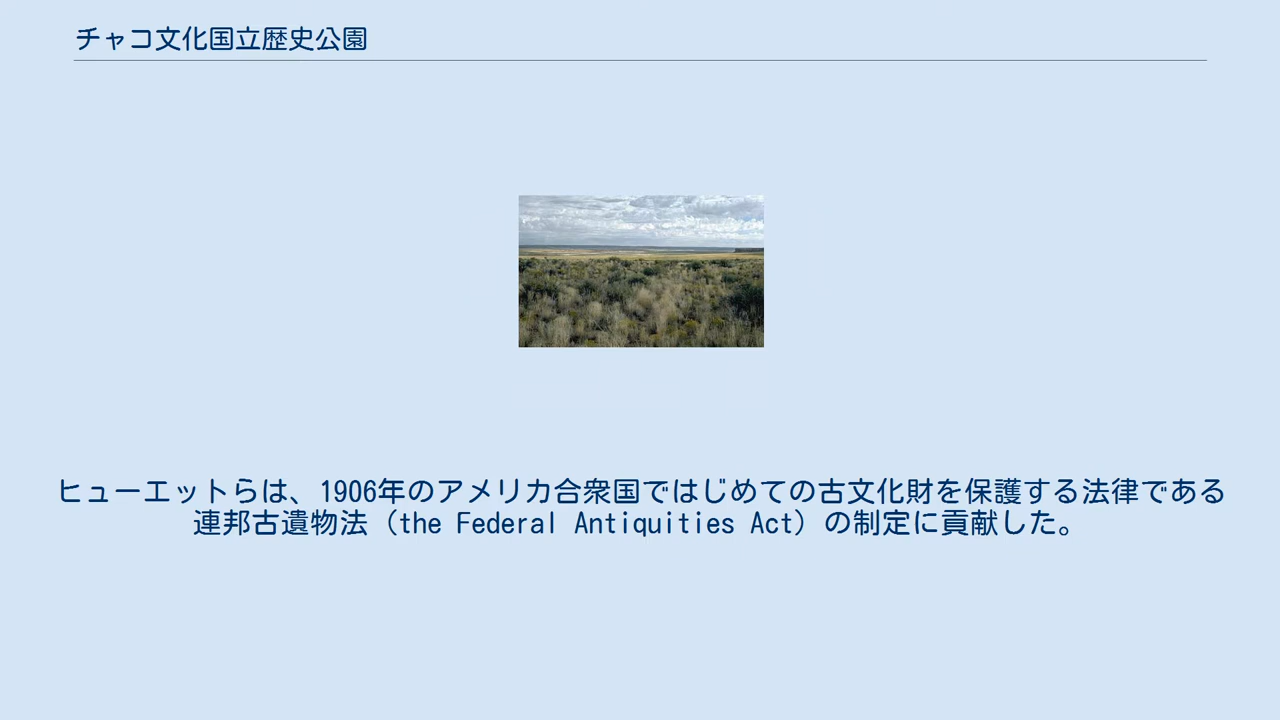 チャコ文化国立歴史公園
ヒューエットらは、1906年のアメリカ合衆国ではじめての古文化財を保護する法律である
連邦古遺物法（the Federal Antiquities Act）の制定に貢献した。